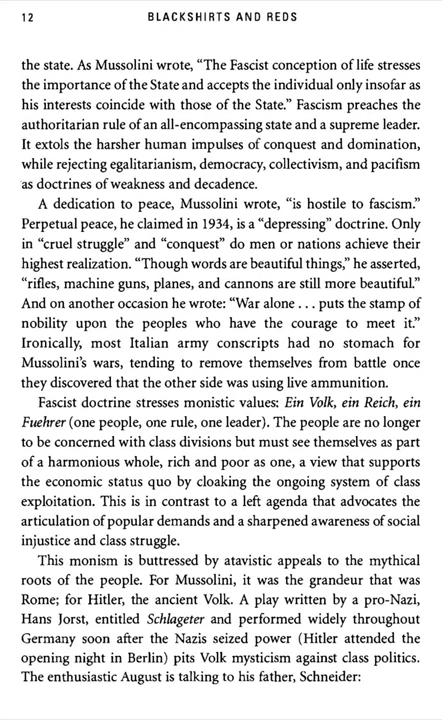 12 BLACKSHIRTS AND REDS
the state. As Mussolini wrote, “The Fascist conception of life stresses
the importance of the State and accepts the individual only insofar as
his interests coincide with those of the State.” Fascism preaches the
authoritarian rule of an all-encompassing state and a supreme leader.
It extols the harsher human impulses of conquest and domination,
while rejecting egalitarianism, democracy, collectivism, and pacifism
as doctrines of weakness and decadence.
A dedication to peace, Mussolini wrote, “is hostile to fascism.”
Perpetual peace, he claimed in 1934, is a “depressing” doctrine. Only
in “cruel struggle” and “conquest” do men or nations achieve their
highest realization. “Though words are beautiful things,” he asserted,
“rifles, machine guns, planes, and cannons are still more beautiful.”
And on another occasion he wrote: “War alone . . . puts the stamp of
nobility upon the peoples who have the courage to meet it.”
Ironically, most Italian army conscripts had no stomach for
Mussolini’s wars, tending to remove themselves from battle once
they discovered that the other side was using live ammunition.
Fascist doctrine stresses monistic values: Ein Volk, ein Reich, ein
Fuehrer (one people, one rule, one leader). The people are no longer
to be concerned with class divisions but must see themselves as part
of a harmonious whole, rich and poor as one, a view that supports
the economic status quo by cloaking the ongoing system of class
exploitation. This is in contrast to a left agenda that advocates the
articulation of popular demands and a sharpened awareness of social
injustice and class struggle.
This monism is buttressed by atavistic appeals to the mythical
roots of the people. For Mussolini, it was the grandeur that was
Rome; for Hitler, the ancient Volk. A play written by a pro-Nazi,
Hans Jorst, entitled Schlageter and performed widely throughout
Germany soon after the Nazis seized power (Hitler attended the
opening night in Berlin) pits Volk mysticism against class politics.
The enthusiastic August is talking to his father, Schneider: